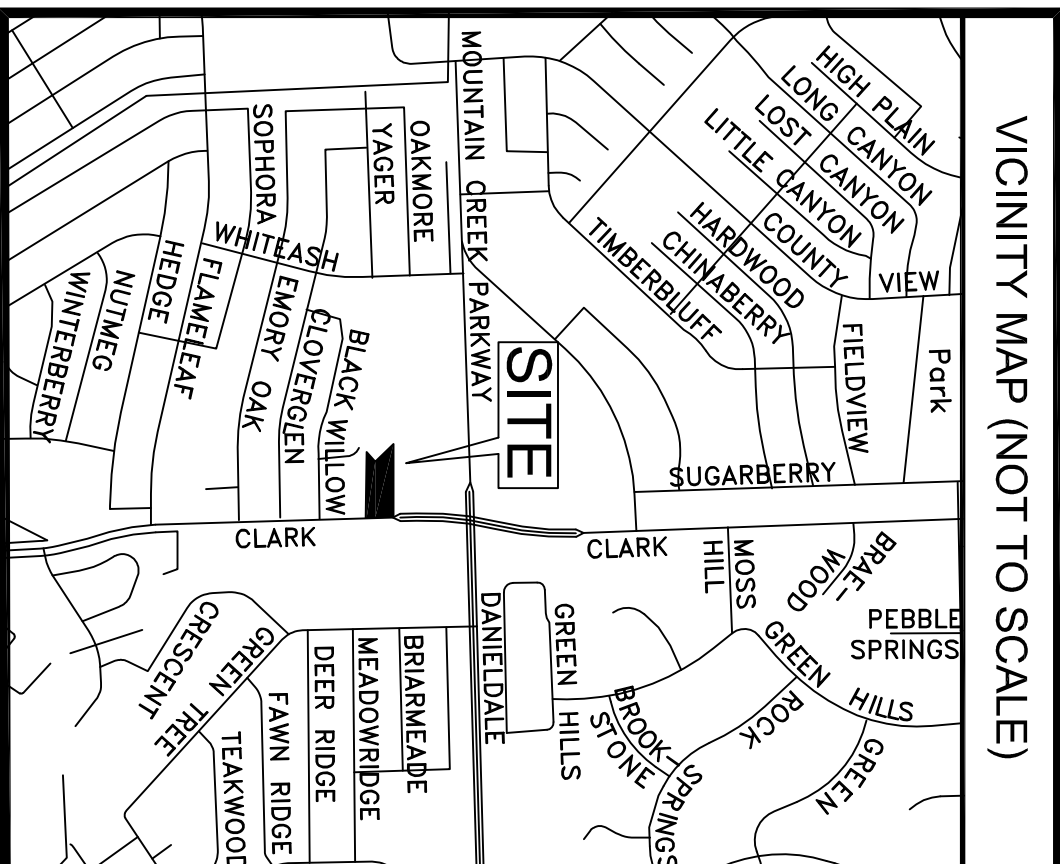 VICINITY MAP (NOT TO SCALE)
MOUNTAIN CREEK PARKWAY
HIGH PLAIN
LONG CANYON
LOST CANYON
LITTLE CANYON
COUNTY
VIEW
HARDWOOD
CHINABERRY
TIMBERBLUFF
FIELDVIEW
Park
SUGARBERRY
SOPHORA
YAGER
OAKMORE
WHITEASH
HEDGE
FLAMELEAF
NUTMEG
WINTERBERRY
EMORY OAK
CLOVERGLEN
BLACK WILLOW
SITE
CLARK
CLARK
MOSS
HILL
BRAE-
WOOD
PEBBLE
SPRINGS
GREEN
HILLS
GREEN
ROCK
DANIELDALE
GREEN HILLS
BROOK-
STONE
SPRINGS
CRESCENT
GREEN TREE
TEAKWOOD
FAWN RIDGE
DEER RIDGE
MEADOWRIDGE
BRIARMEADE